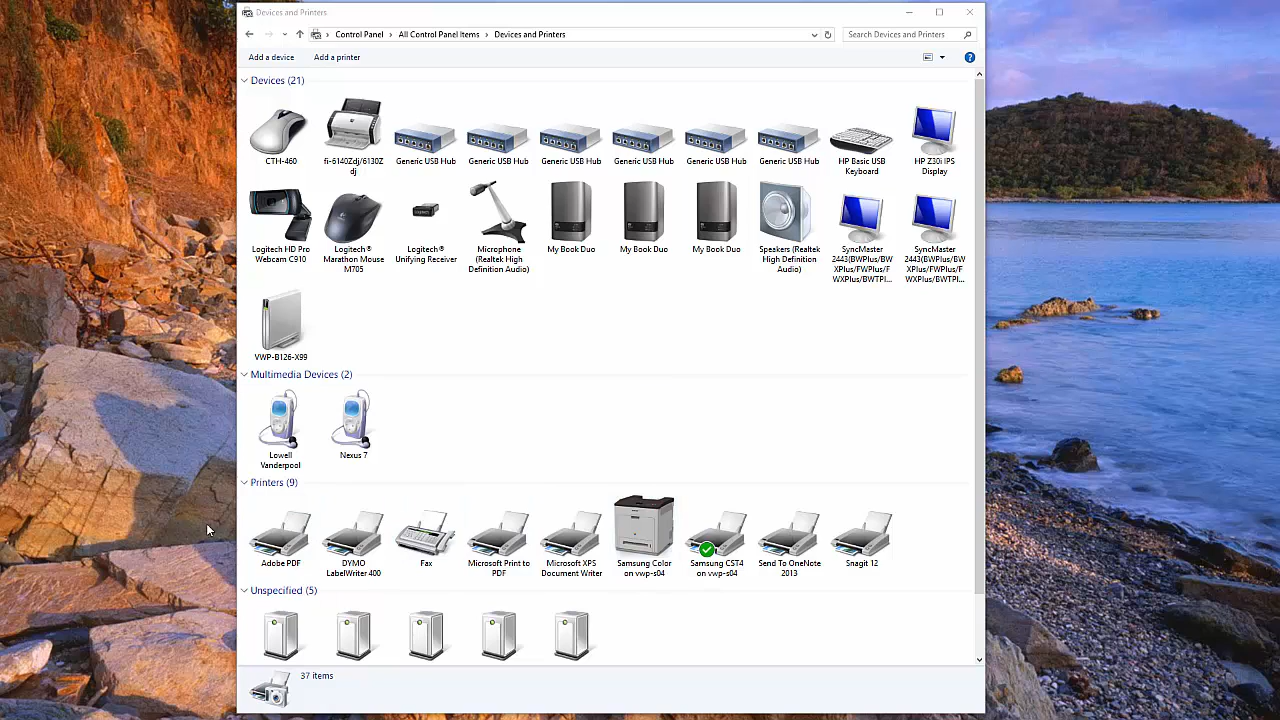 Devices and Printers
Control Panel > All Control Panel Items > Devices and Printers
Search Devices and Printers
Add a device
Add a printer
Devices (21)
CTH-460
fi-6140Zdj/6130Z
dj
Generic USB Hub
Generic USB Hub
Generic USB Hub
Generic USB Hub
Generic USB Hub
Generic USB Hub
HP Basic USB
Keyboard
HP Z30i IPS
Display
Logitech HD Pro
Webcam C910
Logitech®
Marathon Mouse
M705
Logitech®
Unifying Receiver
Microphone
(Realtek High
Definition Audio)
My Book Duo
My Book Duo
My Book Duo
Speakers (Realtek
High Definition
Audio)
SyncMaster
2443(BWPlus/BW
XPlus/FWPlus/F
WXPlus/BWTPl...
SyncMaster
2443(BWPlus/BW
XPlus/FWPlus/F
WXPlus/BWTPl...
VWP-B126-X99
Multimedia Devices (2)
Lowell
Vanderpool
Nexus 7
Printers (9)
Adobe PDF
DYMO
LabelWriter 400
Fax
Microsoft Print to
PDF
Microsoft XPS
Document Writer
Samsung Color
on vwp-s04
Samsung CST4
on vwp-s04
Send To OneNote
2013
Snagit 12
Unspecified (5)
37 items